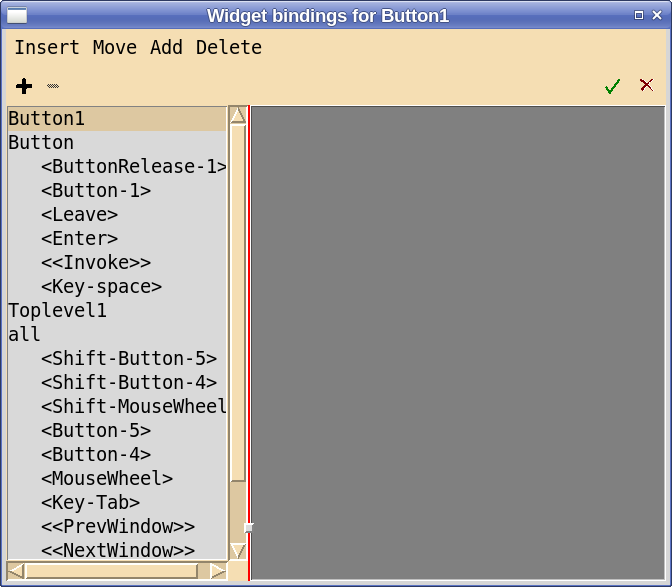 Widget bindings for Button1
Insert Move Add Delete
Button1
Button
<ButtonRelease-1>
<Button-1>
<Leave>
<Enter>
<<Invoke>>
<Key-space>
Toplevel1
all
<Shift-Button-5>
<Shift-Button-4>
<Shift-MouseWheel
<Button-5>
<Button-4>
<MouseWheel>
<Key-Tab>
<<PrevWindow>>
<<NextWindow>>